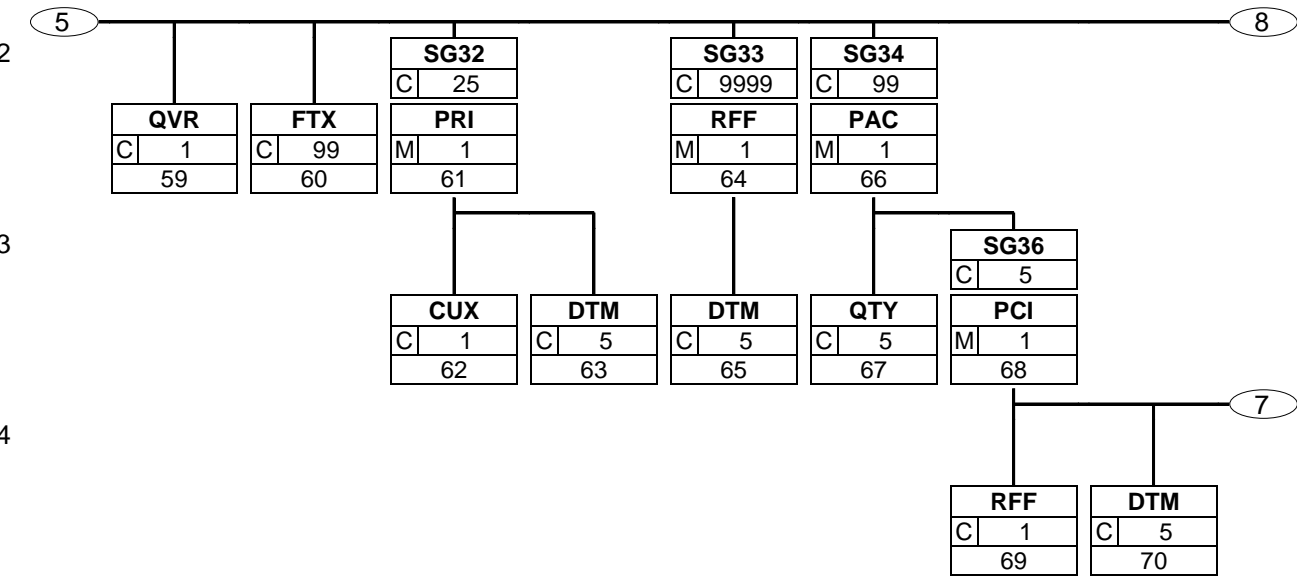 5 8
2
SG32 SG33 SG34
C 25 C 9999 C 99
QVR FTX PRI RFF PAC
C 1 C 99 M 1 M 1 M 1
59 60 61 64 66
3
SG36
C 5
CUX DTM DTM QTY PCI
C 1 C 5 C 5 C 5 M 1
62 63 65 67 68
7
4
RFF DTM
C 1 C 5
69 70